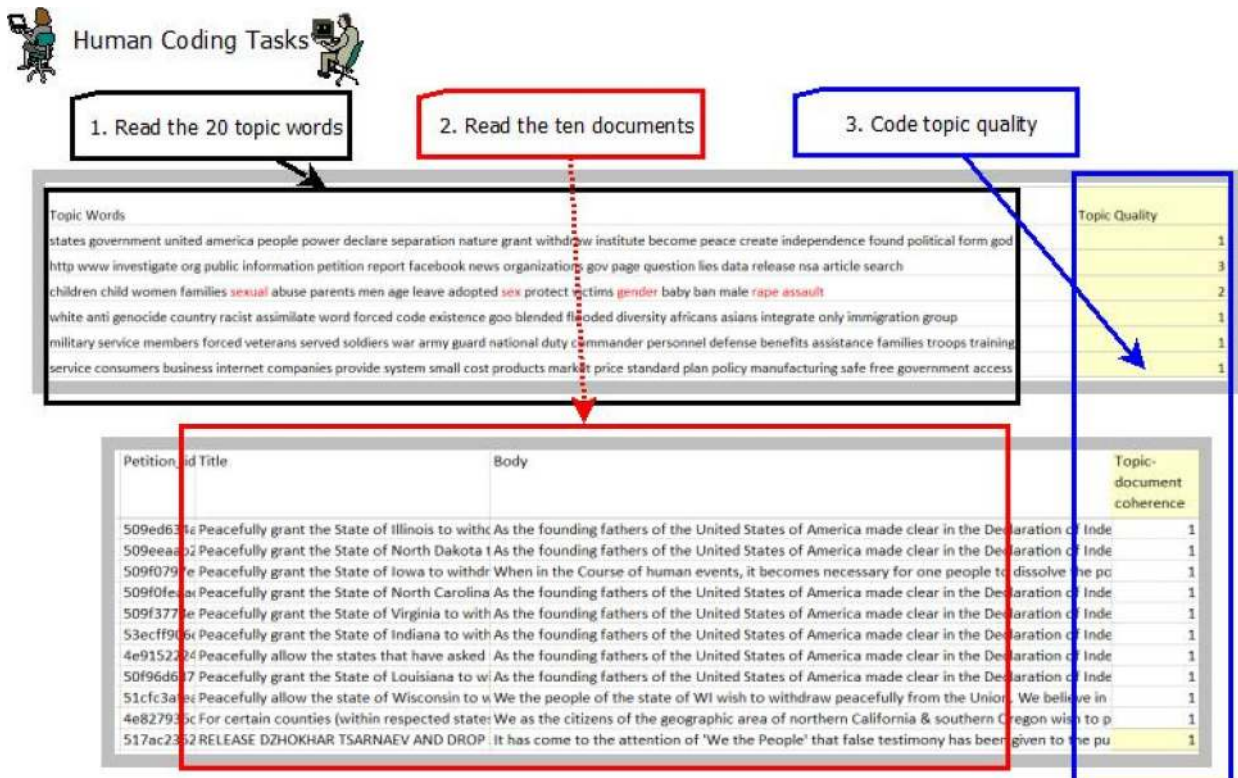 Human Coding Tasks
1. Read the 20 topic words
2. Read the ten documents
3. Code topic quality
Topic Words Topic Quality
states government united america people power declare separation nature grant withdraw institute become peace create independence found political form god 1
http www investigate org public information petition report facebook news organizations gov page question lies data release nsa article search 3
children child women families sexual abuse parents men age leave adopted sex protect victims gender baby ban male rape assault 2
white anti genocide country racist assimilate word forced code existence goo blended flooded diversity africans asians integrate only immigration group 1
military service members forced veterans served soldiers war army guard national duty commander personnel defense benefits assistance families troops training 1
service consumers business internet companies provide system small cost products market price standard plan policy manufacturing safe free government access 1
Petition_id Title Body Topic-
document
coherence
Peacefully grant the State of Illinois to withd As the founding fathers of the United States of America made clear in the Declaration of Inde 1
Peacefully grant the State of North Dakota t As the founding fathers of the United States of America made clear in the Declaration of Inde 1
Peacefully grant the State of Iowa to withdr When in the Course of human events, it becomes necessary for one people to dissolve the po 1
Peacefully grant the State of North Carolina As the founding fathers of the United States of America made clear in the Declaration of Inde 1
Peacefully grant the State of Virginia to with As the founding fathers of the United States of America made clear in the Declaration of Inde 1
Peacefully grant the State of Indiana to with As the founding fathers of the United States of America made clear in the Declaration of Inde 1
Peacefully allow the states that have asked As the founding fathers of the United States of America made clear in the Declaration of Inde 1
Peacefully grant the State of Louisiana to w As the founding fathers of the United States of America made clear in the Declaration of Inde 1
Peacefully allow the state of Wisconsin to w We the people of the state of WI wish to withdraw peacefully from the Union. We believe in 1
For certain counties (within respected state We as the citizens of the geographic area of northern California & southern Oregon wish to p 1
RELEASE DZHOKHAR TSARNAEV AND DROP It has come to the attention of 'We the People' that false testimony has been given to the pu 1